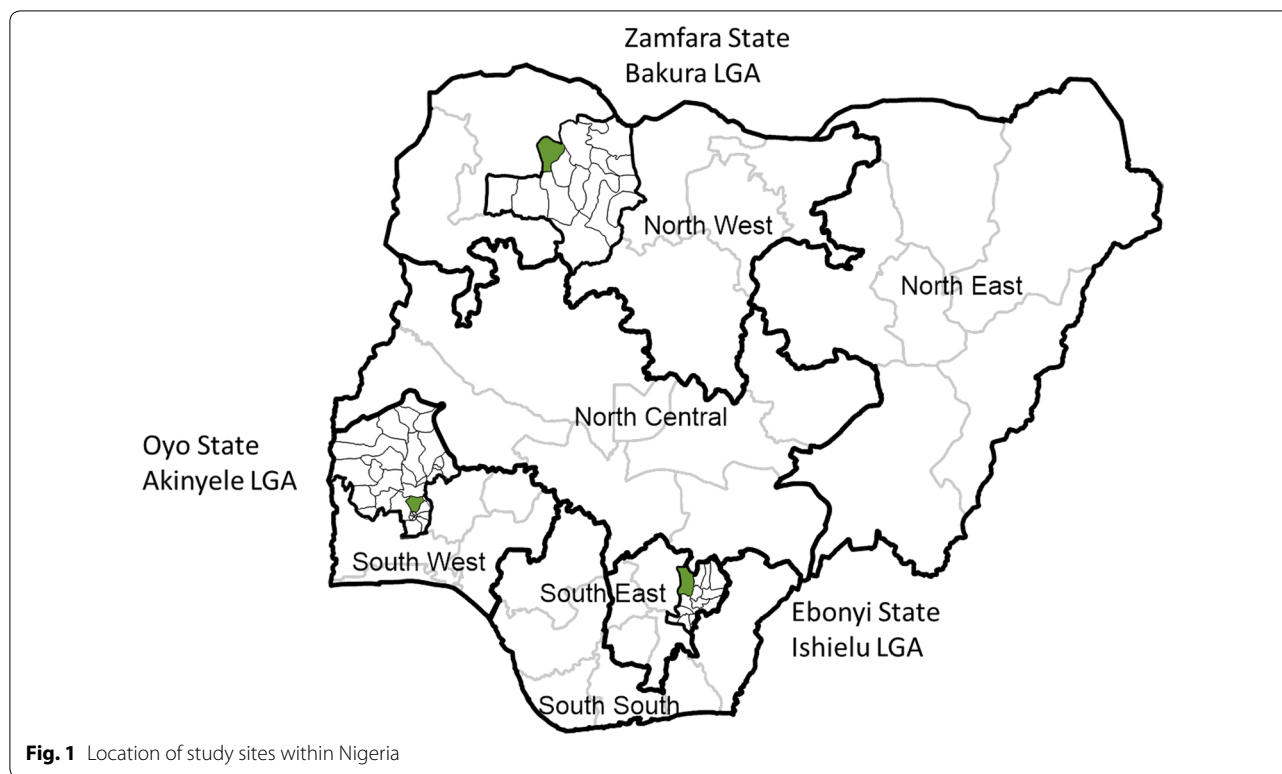 Zamfara State
Bakura LGA
North West
North East
North Central
Oyo State
Akinyele LGA
South West
South East
Ebonyi State
Ishielu LGA
South South
Fig. 1 Location of study sites within Nigeria